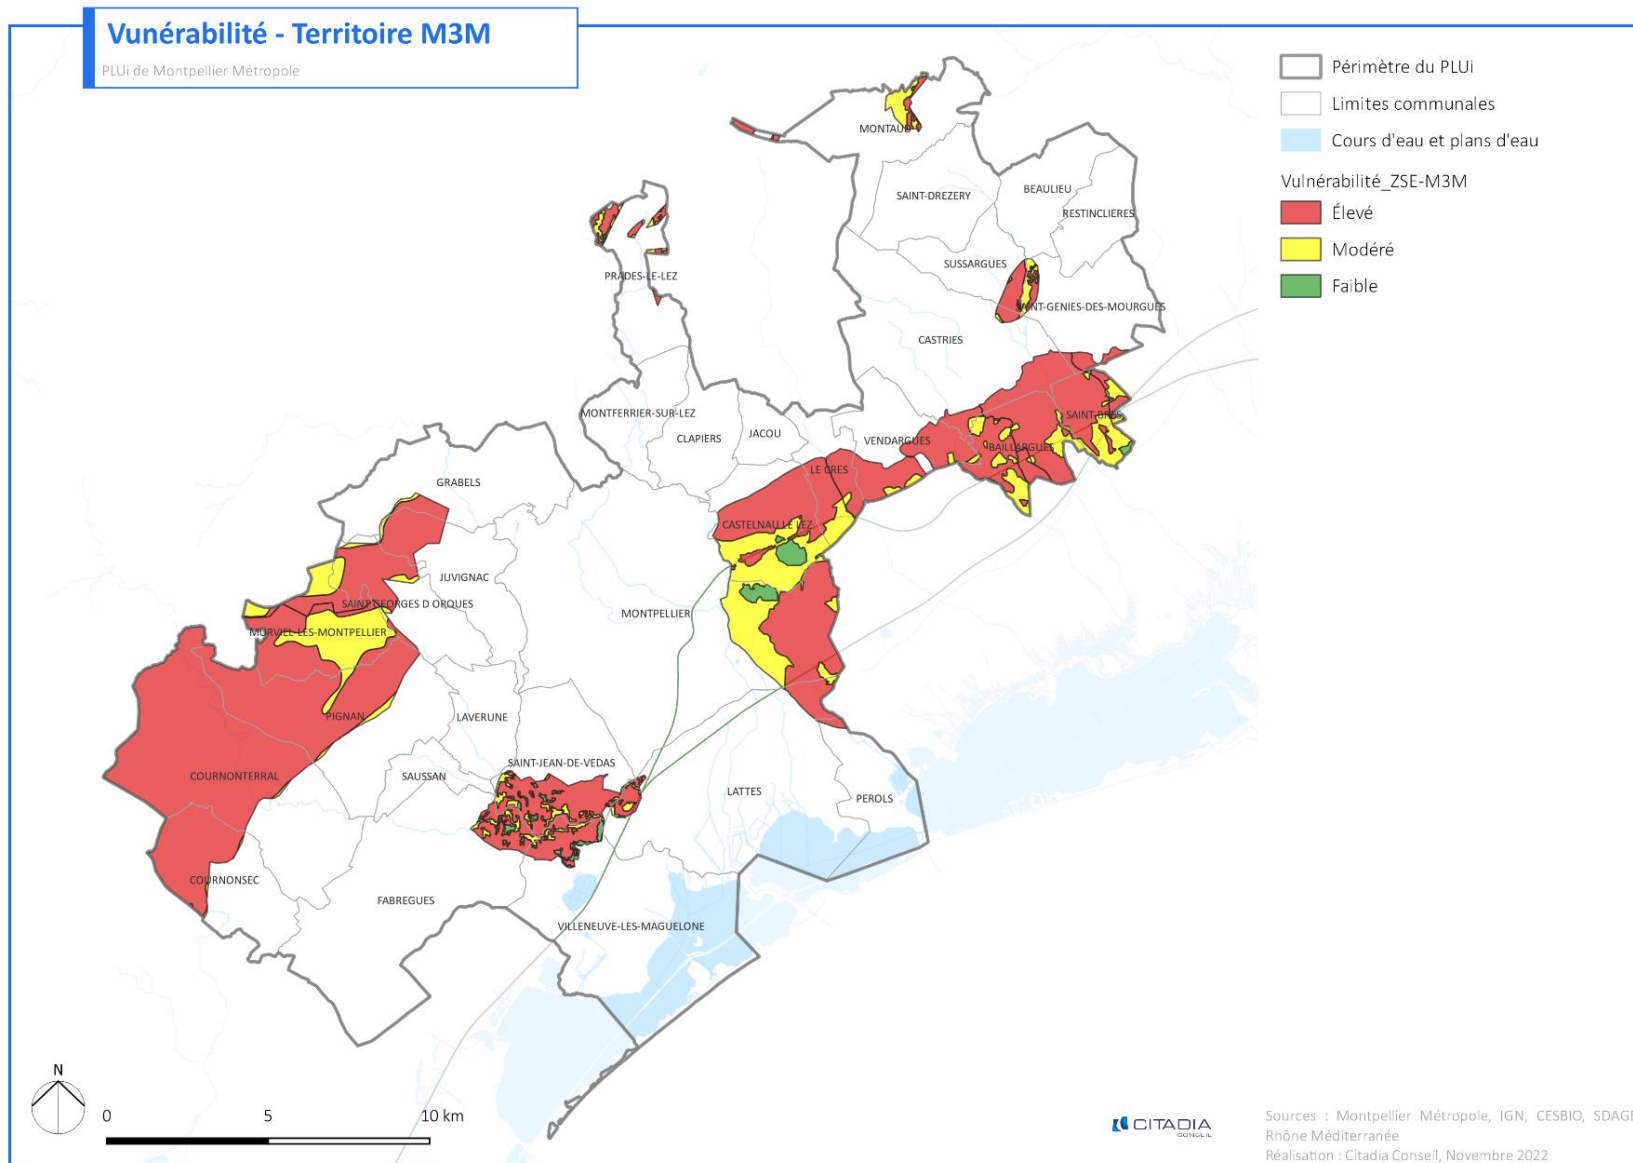 Vunérabilité - Territoire M3M
PLUi de Montpellier Métropole
Périmètre du PLUi
Limites communales
Cours d'eau et plans d'eau
Vulnérabilité_ZSE-M3M
Élevé
Modéré
Faible
MONTAUD
SAINT-DREZERY
BEAULIEU
RESTINCLIERES
SUSSARGUES
PRADES-LE-LEZ
SAINT-GENIES-DES-MOURGUES
CASTRIES
MONTFERRIER-SUR-LEZ
CLAPIERS
JACOU
VENDARGUES
SAINT-BRES
BAILLARGUES
LE CRES
GRABELS
CASTELNAU LE LEZ
JUVIGNAC
SAINT GEORGES D ORQUES
MONTPELLIER
MURVIEL-LES-MONTPELLIER
PIGNAN
LAVERUNE
COURNONTERRAL
SAUSSAN
SAINT-JEAN-DE-VEDAS
LATTES
PEROLS
COURNONSEC
FABREGUES
VILLENEUVE-LES-MAGUELONE
N
0 5 10 km
CITADIA
CONSEIL
Sources : Montpellier Métropole, IGN, CESBIO, SDAGE
Rhône Méditerranée
Réalisation : Citadia Conseil, Novembre 2022